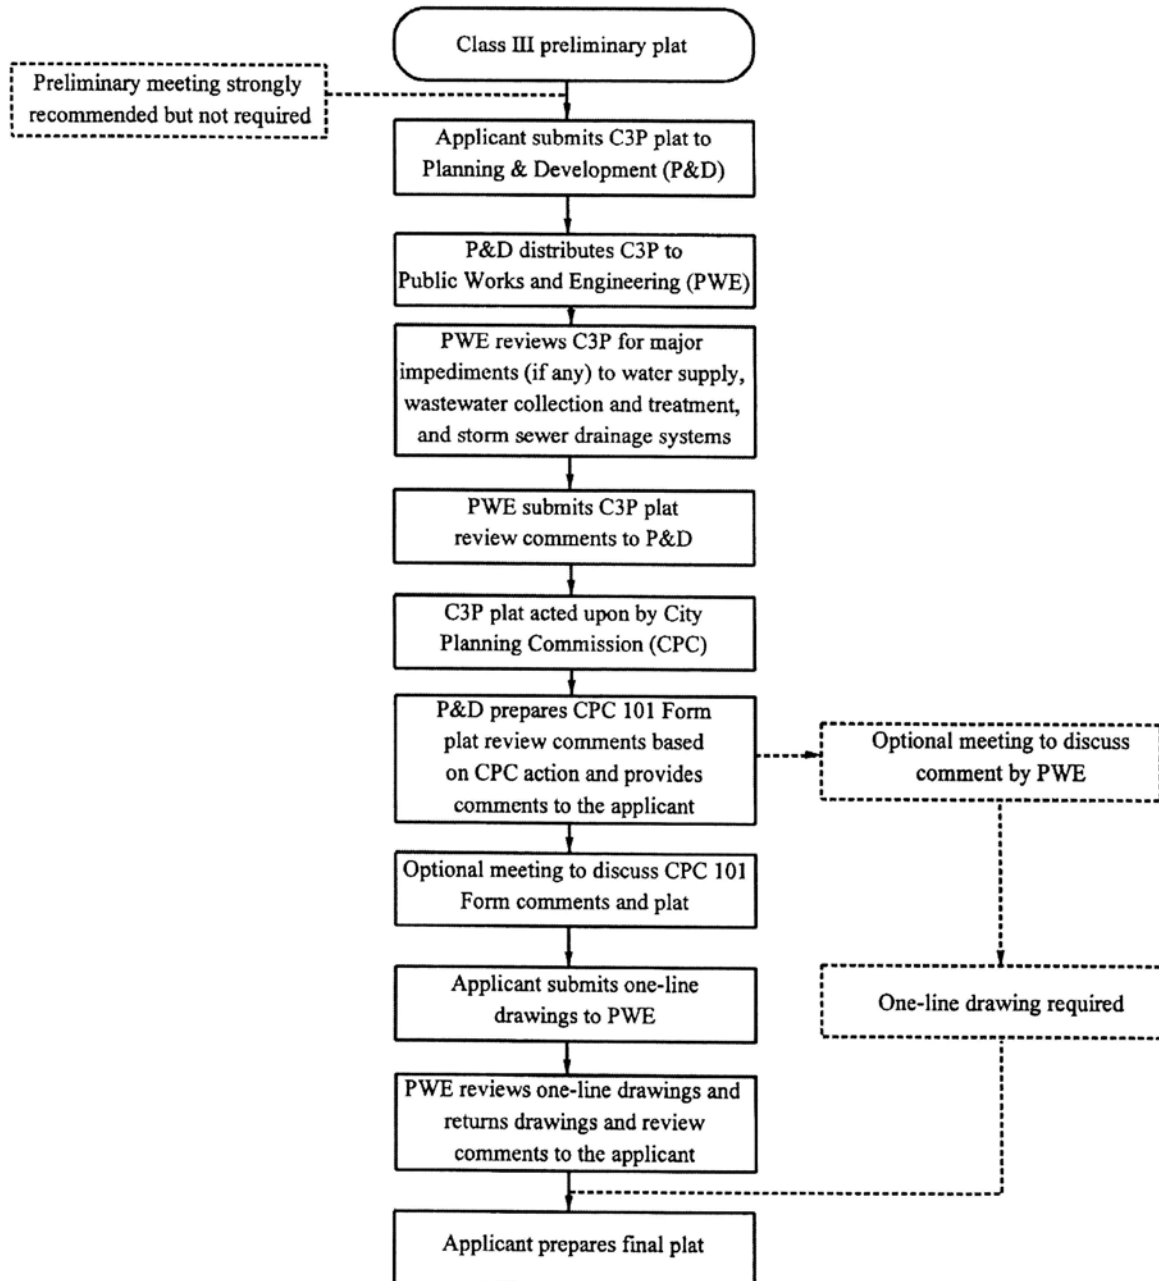 Class III preliminary plat
Preliminary meeting strongly
recommended but not required
Applicant submits C3P plat to
Planning & Development (P&D)
P&D distributes C3P to
Public Works and Engineering (PWE)
PWE reviews C3P for major
impediments (if any) to water supply,
wastewater collection and treatment,
and storm sewer drainage systems
PWE submits C3P plat
review comments to P&D
C3P plat acted upon by City
Planning Commission (CPC)
P&D prepares CPC 101 Form
plat review comments based
on CPC action and provides
comments to the applicant
Optional meeting to discuss
comment by PWE
Optional meeting to discuss CPC 101
Form comments and plat
Applicant submits one-line
drawings to PWE
One-line drawing required
PWE reviews one-line drawings and
returns drawings and review
comments to the applicant
Applicant prepares final plat